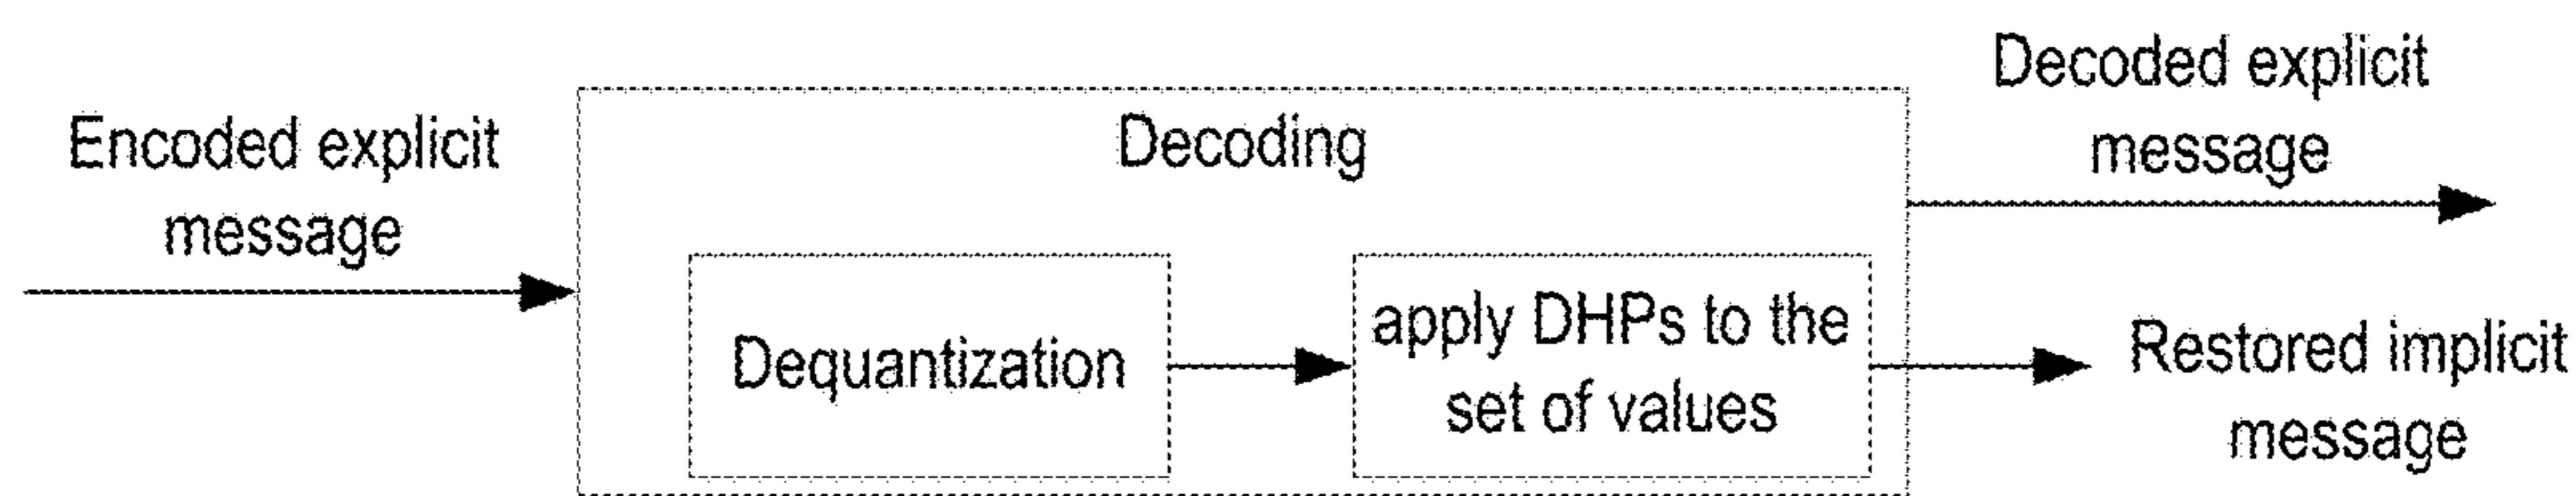 Encoded explicit
message
Decoding
Dequantization
apply DHPs to the
set of values
Decoded explicit
message
Restored implicit
message